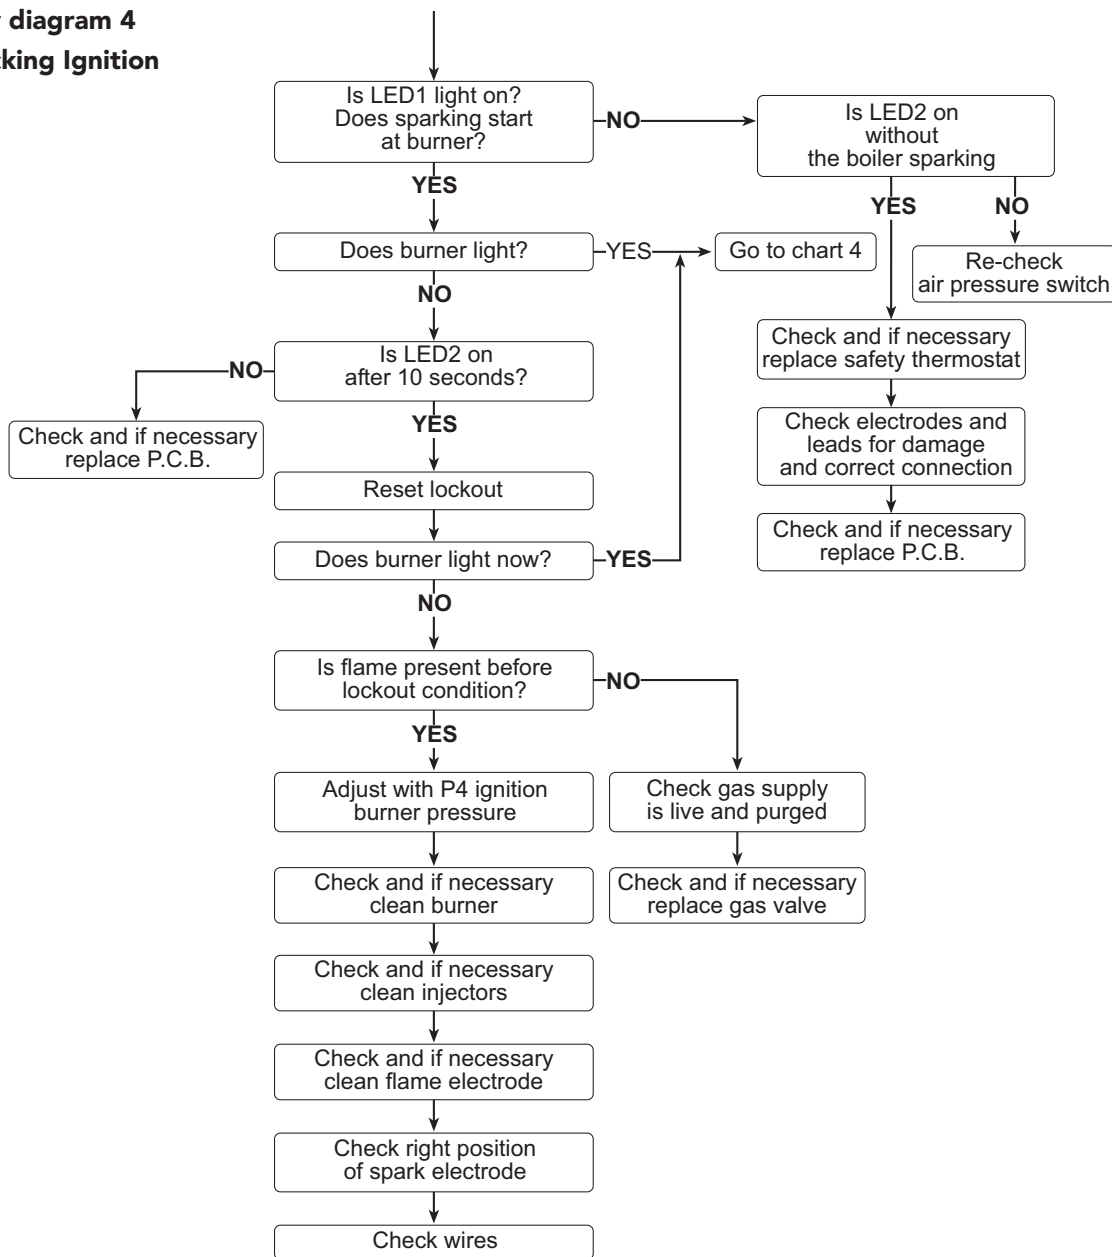 diagram 4
king Ignition
Is LED1 light on?
Does sparking start
at burner?
NO
Is LED2 on
without
the boiler sparking
YES
YES
NO
Does burner light?
YES
Go to chart 4
Re-check
air pressure switch
NO
Is LED2 on
after 10 seconds?
NO
Check and if necessary
replace safety thermostat
Check and if necessary
replace P.C.B.
YES
Check electrodes and
leads for damage
and correct connection
Reset lockout
Check and if necessary
replace P.C.B.
Does burner light now?
YES
NO
Is flame present before
lockout condition?
NO
YES
Adjust with P4 ignition
burner pressure
Check gas supply
is live and purged
Check and if necessary
clean burner
Check and if necessary
replace gas valve
Check and if necessary
clean injectors
Check and if necessary
clean flame electrode
Check right position
of spark electrode
Check wires